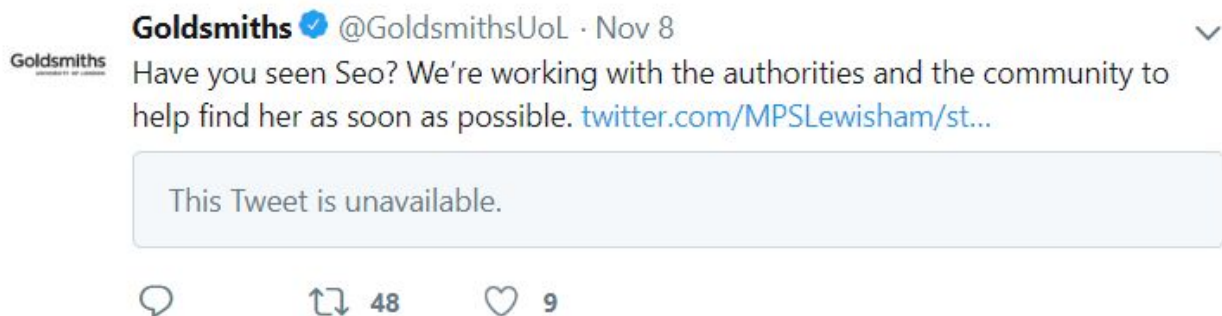 Goldsmiths @GoldsmithsUoL · Nov 8
Goldsmiths
Have you seen Seo? We're working with the authorities and the community to
help find her as soon as possible. twitter.com/MPSLewisham/st...
This Tweet is unavailable.
48 9